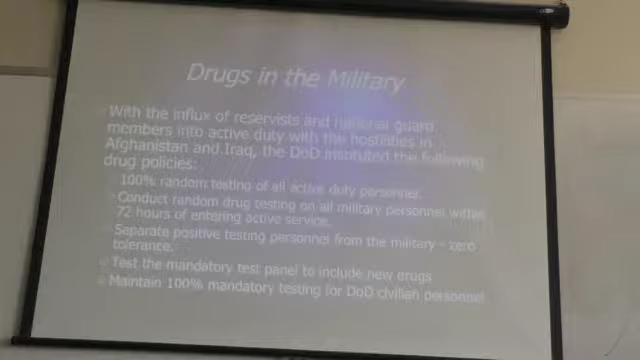 Drugs in the Military
With the influx of reservists and national guard
members into active duty with the hostilities in
Afghanistan and Iraq, the DoD instituted the following
drug policies:
100% random testing of all active duty personnel.
Conduct random drug testing on all military personnel within
72 hours of entering active service.
Separate positive testing personnel from the military - zero
tolerance.
Test the mandatory test panel to include new drugs
Maintain 100% mandatory testing for DoD civilian personnel